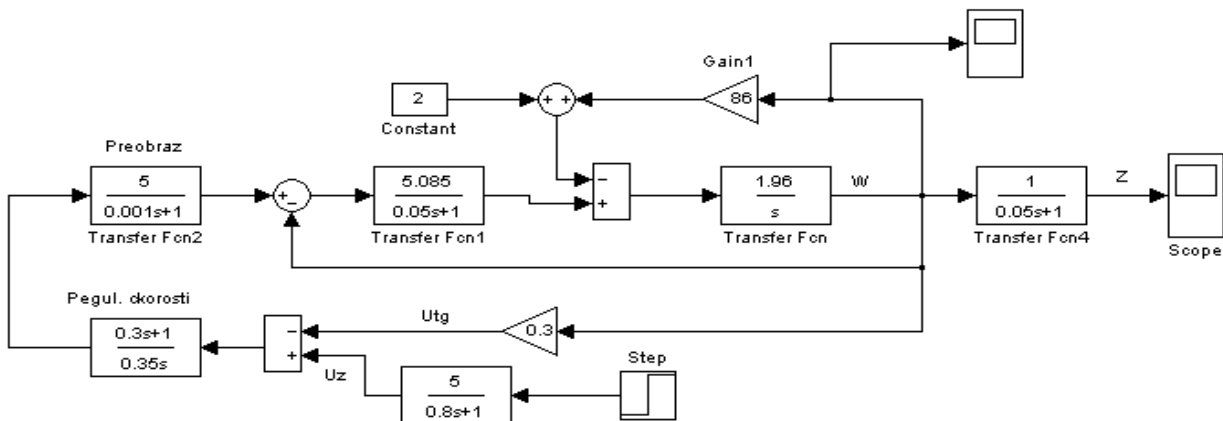 Gain1
86
2
+ +
Constant
Preobraz
5
0.001s+1
Transfer Fcn2
+
−
5.085
0.05s+1
Transfer Fcn1
−
+
1.96
s
Transfer Fcn
W
1
0.05s+1
Transfer Fcn4
Z
Scope
Pegul. ckorosti
0.3s+1
0.35s
−
+
Utg
0.3
Uz
5
0.8s+1
Step